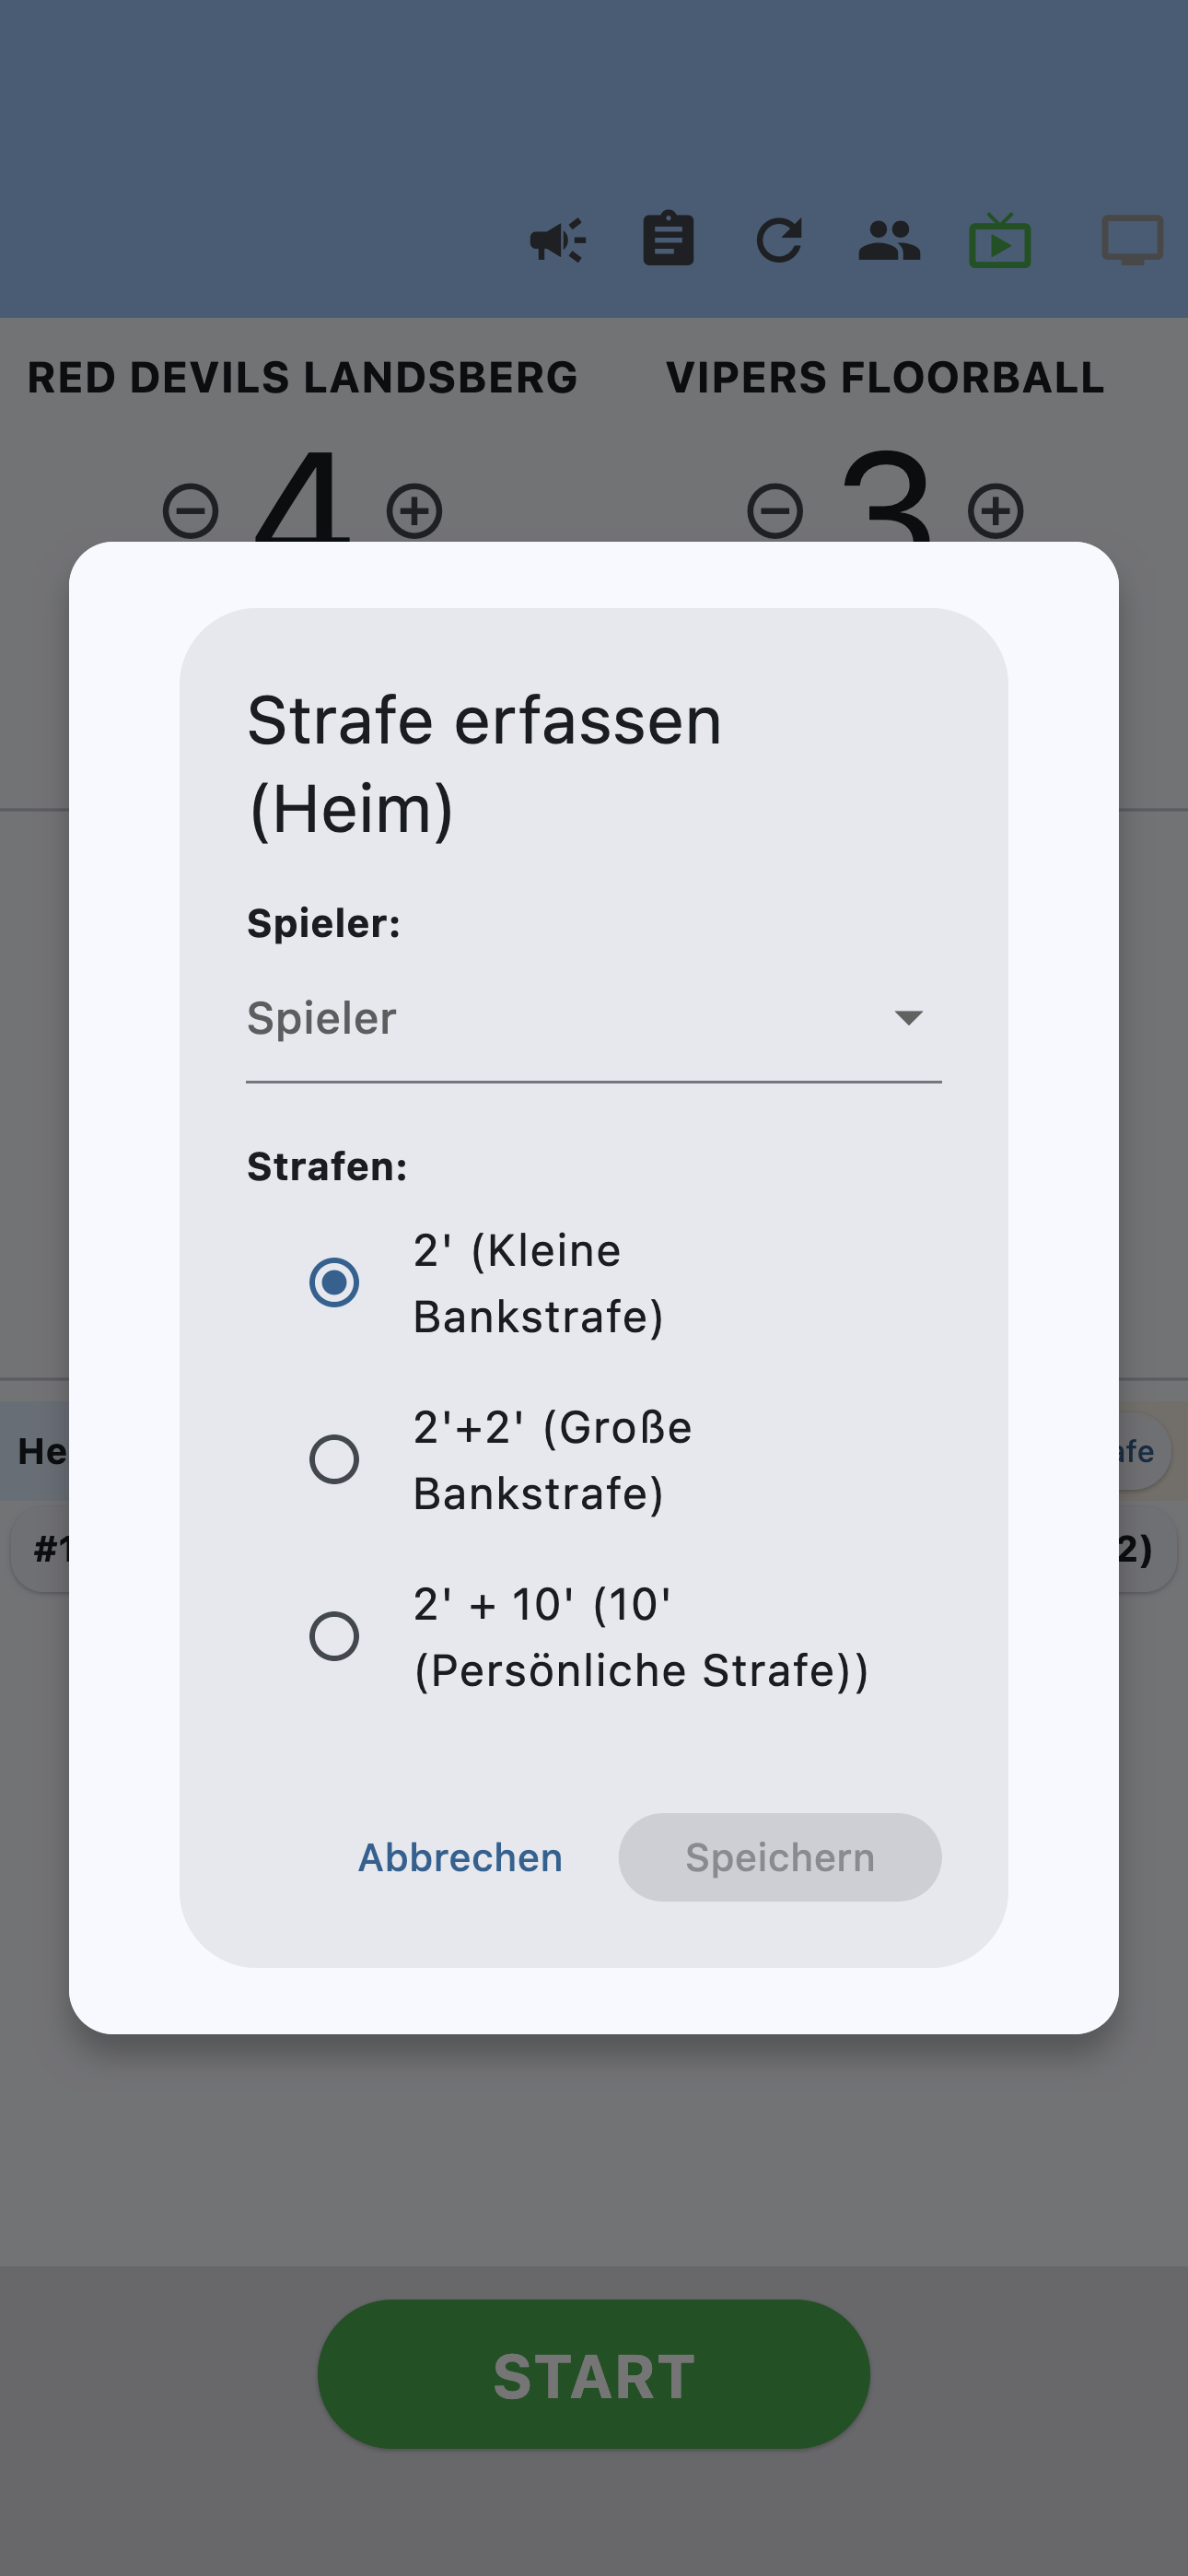 RED DEVILS LANDSBERG
VIPERS FLOORBALL
4
3
Strafe erfassen
(Heim)
Spieler:
Spieler
Strafen:
2' (Kleine
Bankstrafe)
2'+2' (Große
Bankstrafe)
2' + 10' (10'
(Persönliche Strafe))
Abbrechen
Speichern
START